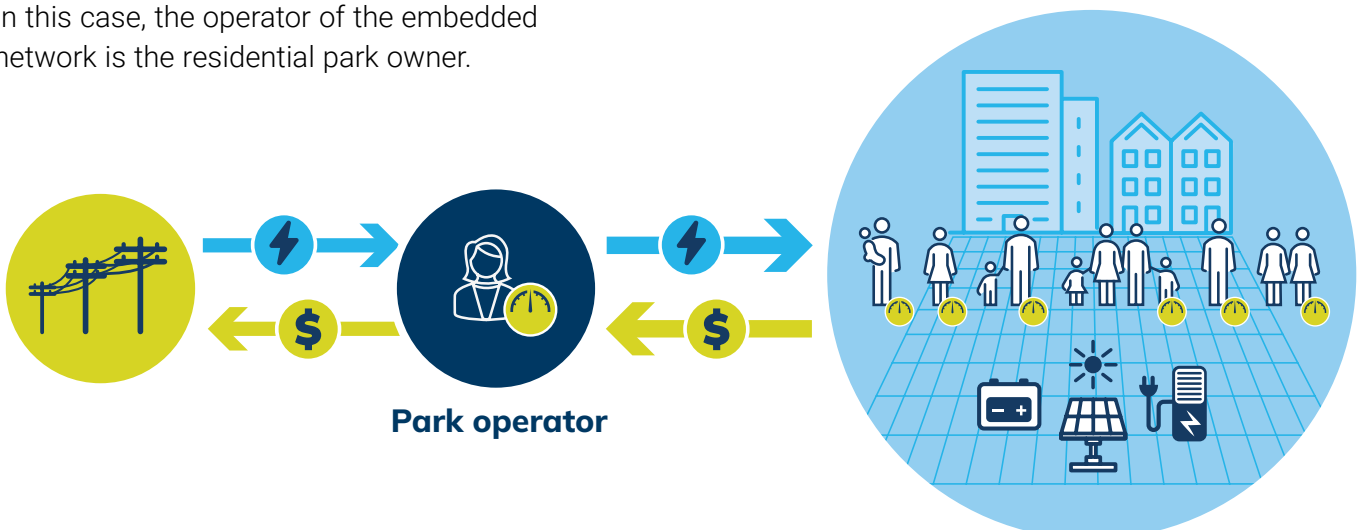 n this case, the operator of the embedded
network is the residential park owner.
$
$
Park operator